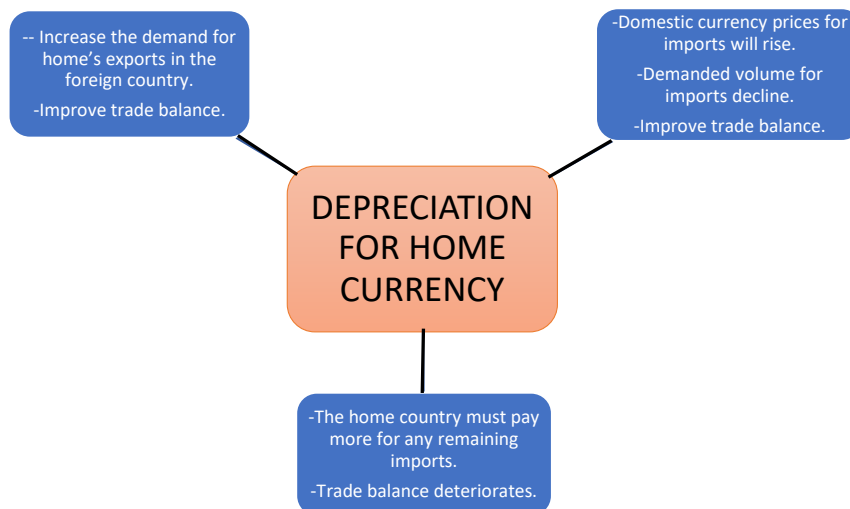 -- Increase the demand for
home's exports in the
foreign country.
-Improve trade balance.
-Domestic currency prices for
imports will rise.
-Demanded volume for
imports decline.
-Improve trade balance.
DEPRECIATION
FOR HOME
CURRENCY
-The home country must pay
more for any remaining
imports.
-Trade balance deteriorates.